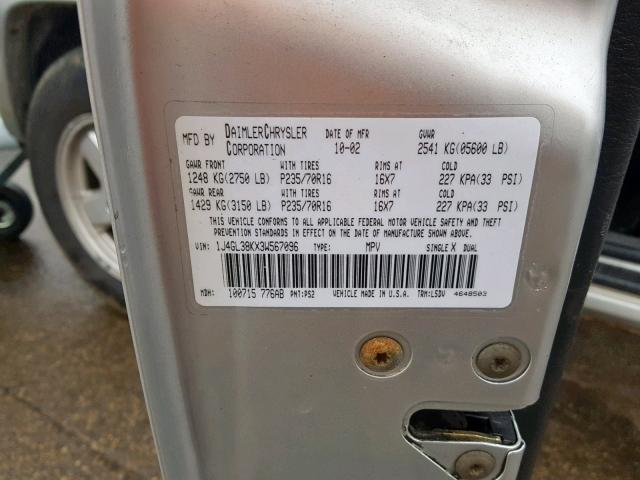 MFD BY DAIMLERCHRYSLER CORPORATION DATE OF MFR 10-02 GVWR 2541 KG(05600 LB)
GAWR FRONT WITH TIRES RIMS AT COLD
1248 KG(2750 LB) P235/70R16 16X7 227 KPA(33 PSI)
GAWR REAR WITH TIRES RIMS AT COLD
1429 KG(3150 LB) P235/70R16 16X7 227 KPA(33 PSI)
THIS VEHICLE CONFORMS TO ALL APPLICABLE FEDERAL MOTOR VEHICLE SAFETY AND THEFT
PREVENTION STANDARDS IN EFFECT ON THE DATE OF MANUFACTURE SHOWN ABOVE.
VIN: 1J4GL38KX3W567096 TYPE: MPV SINGLE X DUAL
MDH: 100715 776AB PNT:PS2 VEHICLE MADE IN U.S.A. TRM:LSDV 4648503